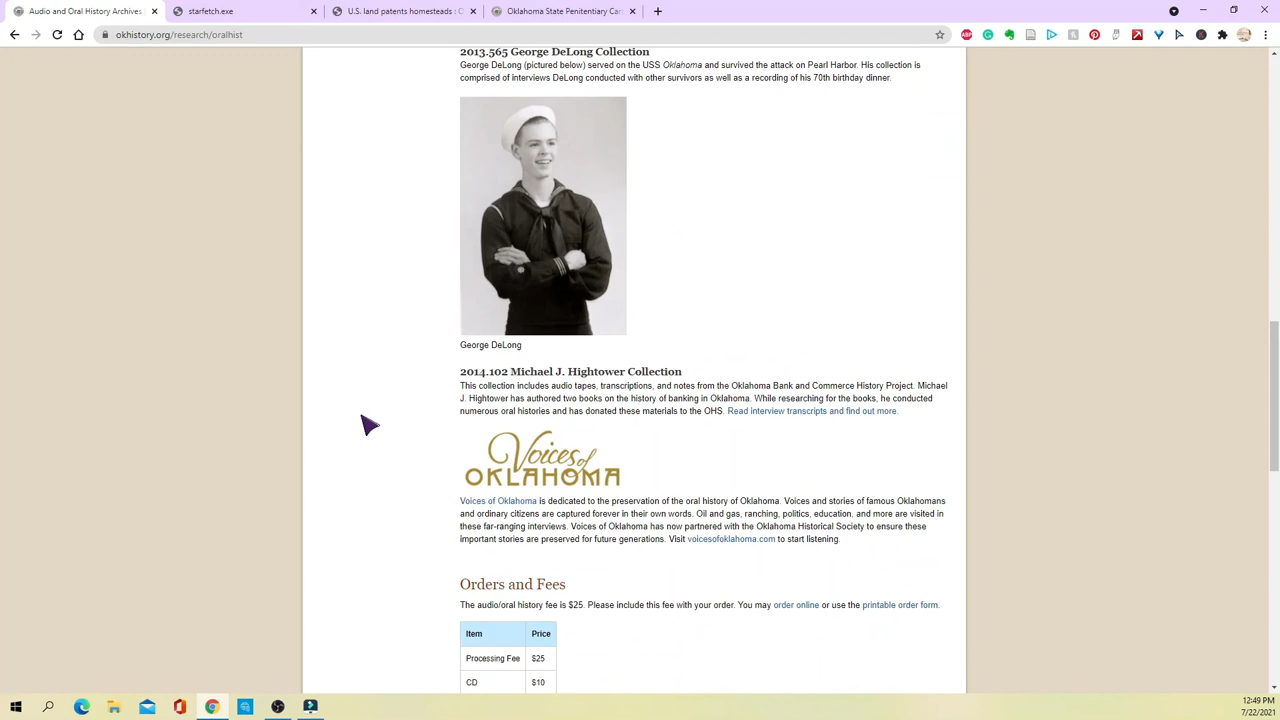 Audio and Oral History Archives
starfetch.exe
U.S. land patents homesteads : O
Oklahoma State Penitentiary Car
okhistory.org/research/oralhist
2013.565 George DeLong Collection
George DeLong (pictured below) served on the USS Oklahoma and survived the attack on Pearl Harbor. His collection is
comprised of interviews DeLong conducted with other survivors as well as a recording of his 70th birthday dinner.
George DeLong
2014.102 Michael J. Hightower Collection
This collection includes audio tapes, transcriptions, and notes from the Oklahoma Bank and Commerce History Project. Michael
J. Hightower has authored two books on the history of banking in Oklahoma. While researching for the books, he conducted
numerous oral histories and has donated these materials to the OHS. Read interview transcripts and find out more.
Voices of
OKLAHOMA
Voices of Oklahoma is dedicated to the preservation of the oral history of Oklahoma. Voices and stories of famous Oklahomans
and ordinary citizens are captured forever in their own words. Oil and gas, ranching, politics, education, and more are visited in
these far-ranging interviews. Voices of Oklahoma has now partnered with the Oklahoma Historical Society to ensure these
important stories are preserved for future generations. Visit voicesofoklahoma.com to start listening.
Orders and Fees
The audio/oral history fee is $25. Please include this fee with your order. You may order online or use the printable order form.
Item Price
Processing Fee $25
CD $10
12:49 PM
7/22/2021